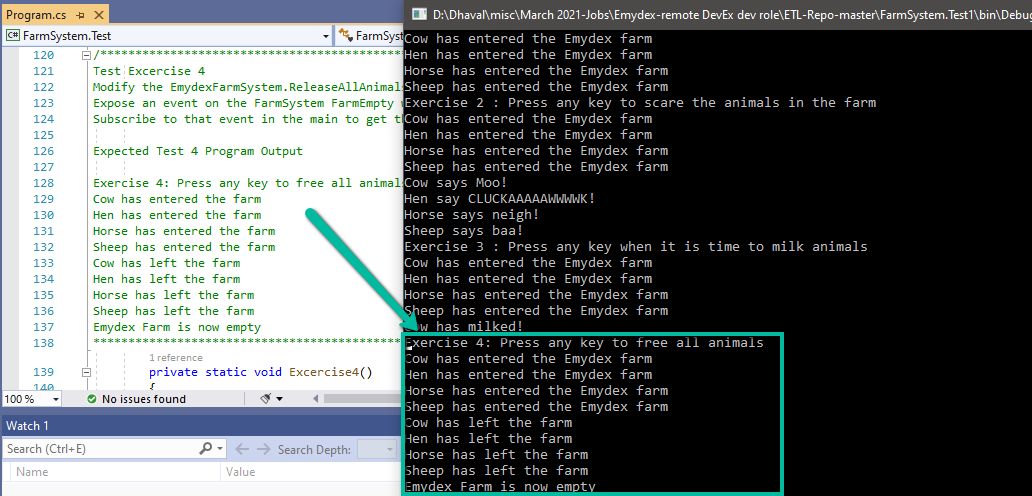 Program.cs
FarmSystem.Test
FarmSyst
120 /*******************************************
121 Test Excercise 4
122 Modify the EmydexFarmSystem.ReleaseAllAnimals
123 Expose an event on the FarmSystem FarmEmpty
124 Subscribe to that event in the main to get
125
126 Expected Test 4 Program Output
127
128 Exercise 4: Press any key to free all animals
129 Cow has entered the farm
130 Hen has entered the farm
131 Horse has entered the farm
132 Sheep has entered the farm
133 Cow has left the farm
134 Hen has left the farm
135 Horse has left the farm
136 Sheep has left the farm
137 Emydex Farm is now empty
138 ********************************************
1 reference
139 private static void Excercise4()
140 {
100 %
No issues found
Watch 1
Search (Ctrl+E)
Search Depth:
Name
Value
D:\Dhaval\misc\March 2021-Jobs\Emydex-remote DevEx dev role\ETL-Repo-master\FarmSystem.Test1\bin\Debug
Cow has entered the Emydex farm
Hen has entered the Emydex farm
Horse has entered the Emydex farm
Sheep has entered the Emydex farm
Exercise 2 : Press any key to scare the animals in the farm
Cow has entered the Emydex farm
Hen has entered the Emydex farm
Horse has entered the Emydex farm
Sheep has entered the Emydex farm
Cow says Moo!
Hen say CLUCKAAAAAWWWWK!
Horse says neigh!
Sheep says baa!
Exercise 3 : Press any key when it is time to milk animals
Cow has entered the Emydex farm
Hen has entered the Emydex farm
Horse has entered the Emydex farm
Sheep has entered the Emydex farm
Cow has milked!
Exercise 4: Press any key to free all animals
Cow has entered the Emydex farm
Hen has entered the Emydex farm
Horse has entered the Emydex farm
Sheep has entered the Emydex farm
Cow has left the farm
Hen has left the farm
Horse has left the farm
Sheep has left the farm
Emydex Farm is now empty